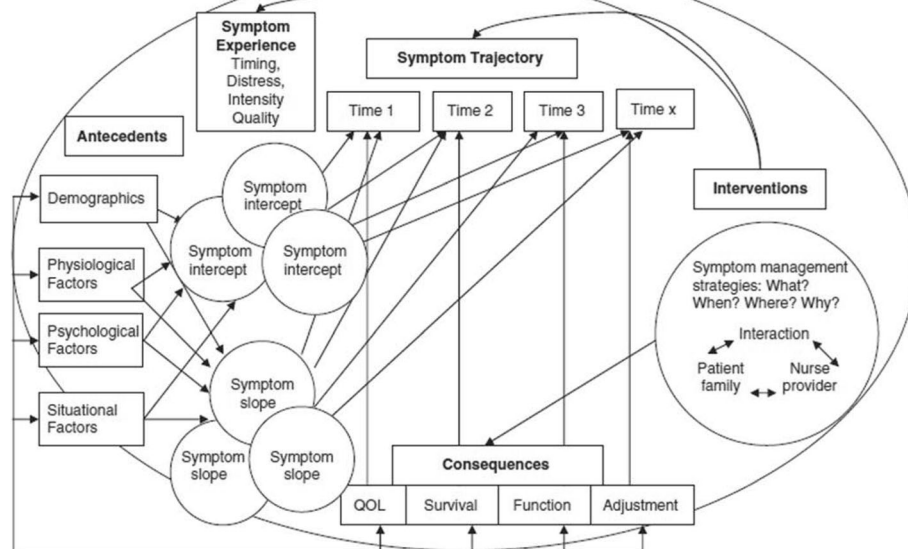 Symptom
Experience
Timing,
Distress,
Intensity
Quality
Symptom Trajectory
Time 1
Time 2
Time 3
Time x
Antecedents
Demographics
Physiological
Factors
Psychological
Factors
Situational
Factors
Symptom
intercept
Symptom
intercept
Symptom
intercept
Symptom
slope
Symptom
slope
Symptom
slope
Interventions
Symptom management
strategies: What?
When? Where? Why?
Interaction
Patient
family
Nurse
provider
Consequences
QOL
Survival
Function
Adjustment